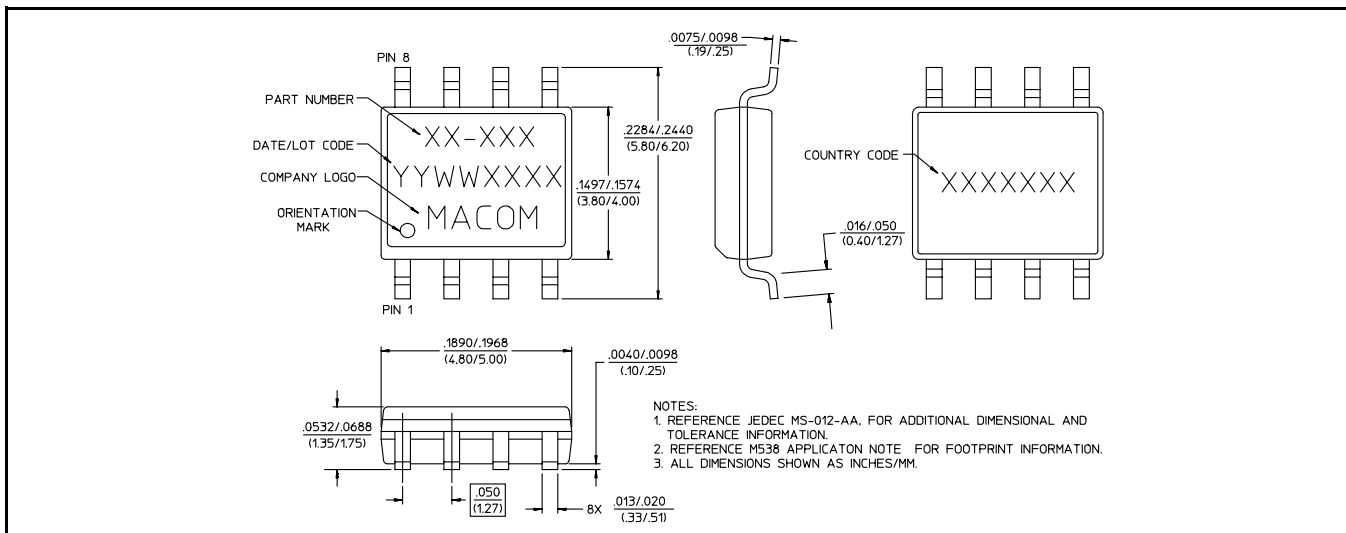 PIN 8
PART NUMBER
XX-XXX
DATE/LOT CODE
YYWWXXXX
COMPANY LOGO
MACOM
ORIENTATION
MARK
PIN 1
.2284/.2440
(5.80/6.20)
.1497/.1574
(3.80/4.00)
.0075/.0098
(.19/.25)
.016/.050
(0.40/1.27)
COUNTRY CODE
XXXXXXX
.1890/.1968
(4.80/5.00)
.0040/.0098
(.10/.25)
.0532/.0688
(1.35/1.75)
.050
(1.27)
8X .013/.020
(.33/.51)
NOTES:
1. REFERENCE JEDEC MS-012-AA, FOR ADDITIONAL DIMENSIONAL AND
TOLERANCE INFORMATION.
2. REFERENCE M538 APPLICATON NOTE FOR FOOTPRINT INFORMATION.
3. ALL DIMENSIONS SHOWN AS INCHES/MM.